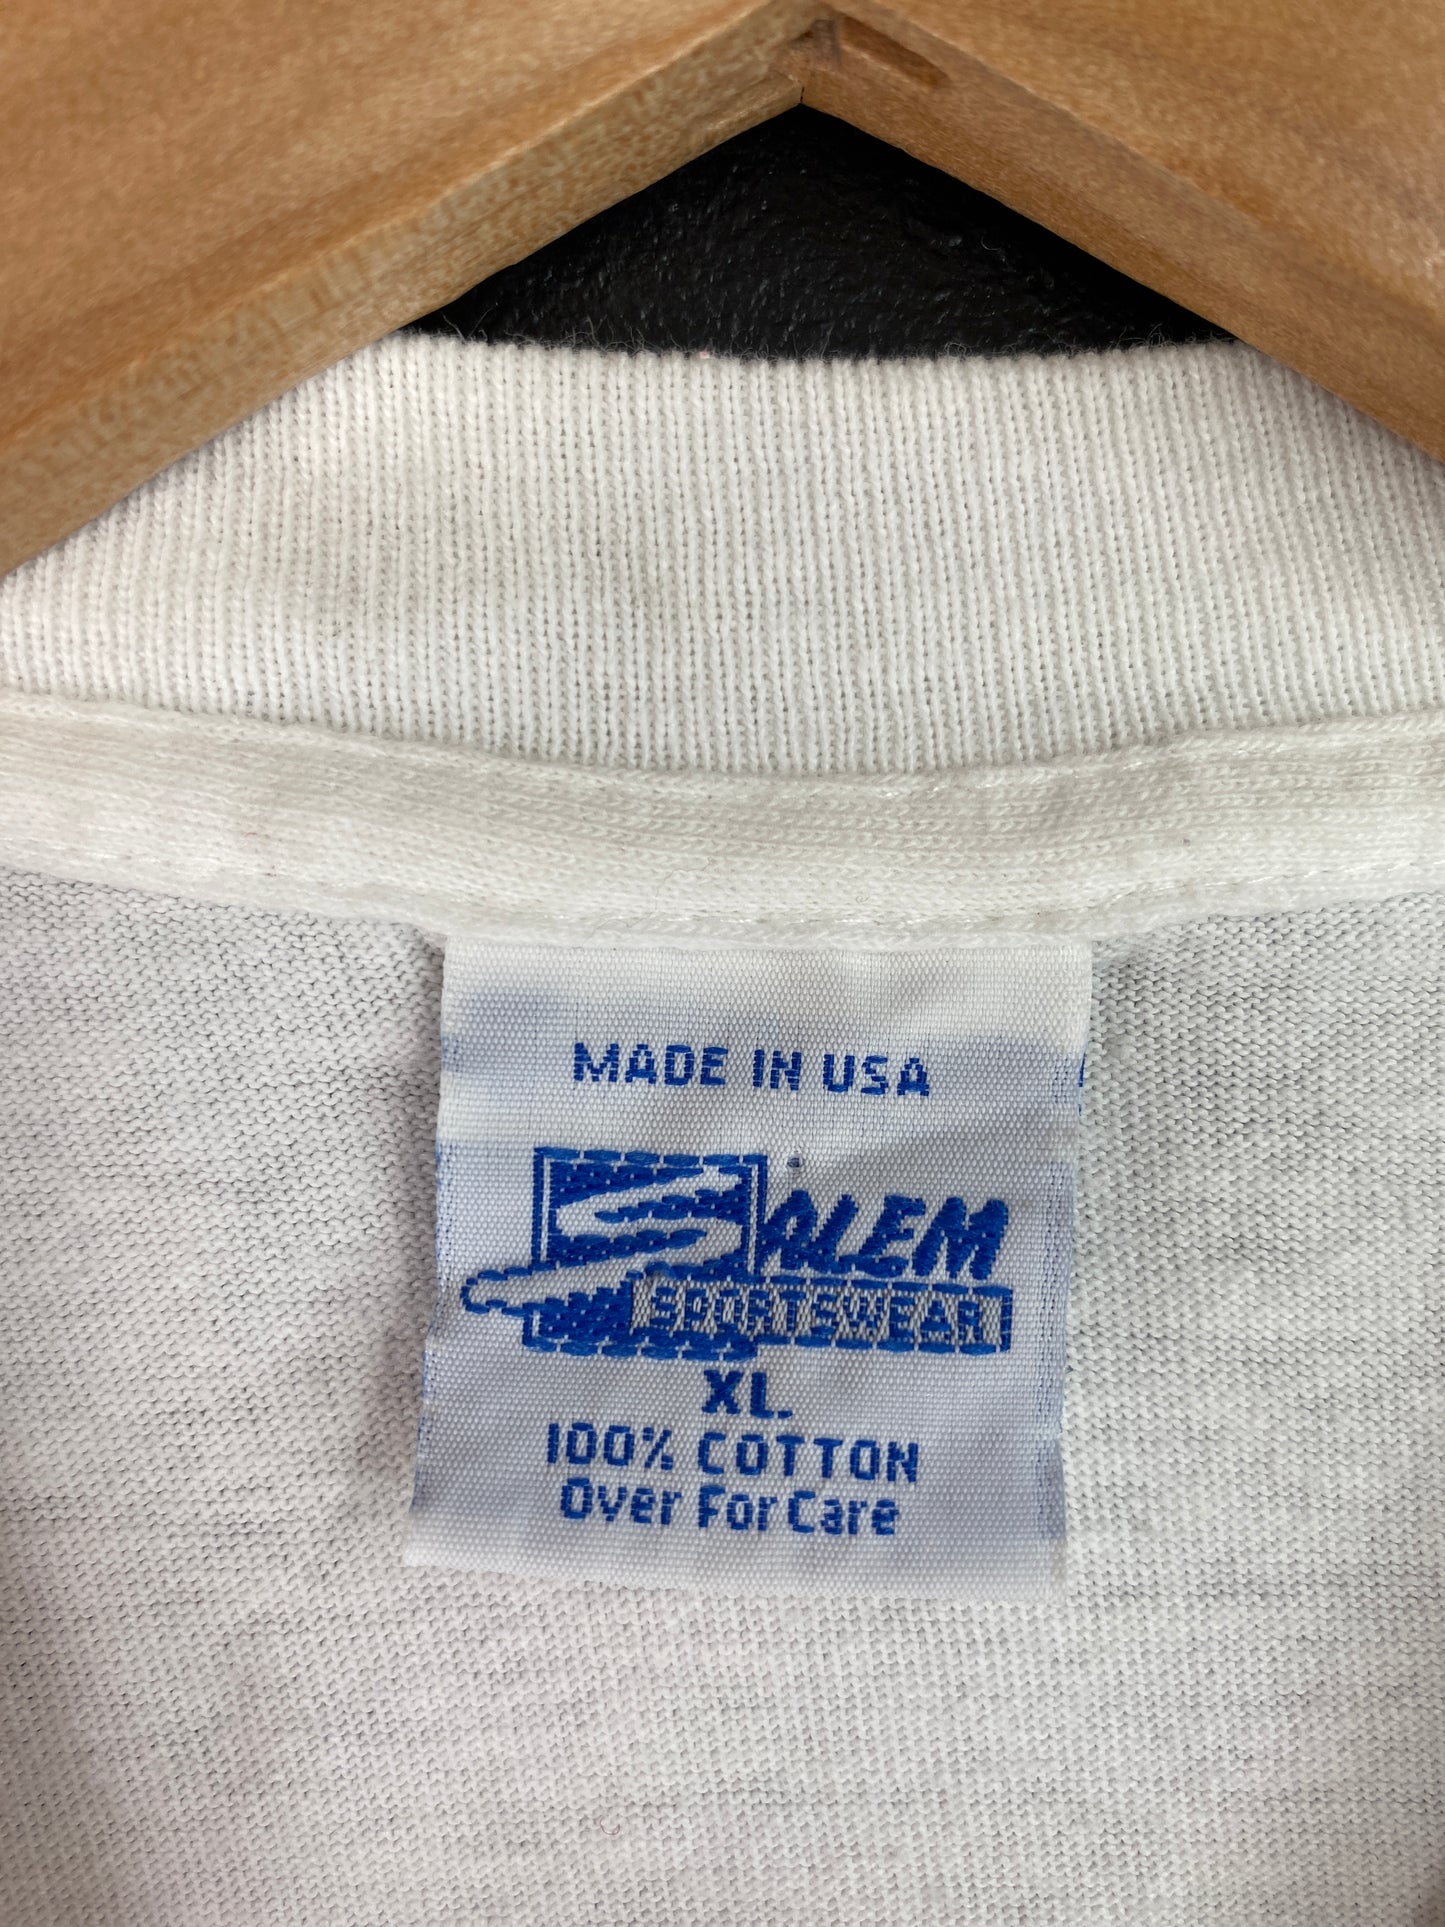 MADE IN USA
SALEM
SPORTSWEAR
XL.
100% COTTON
Over For Care